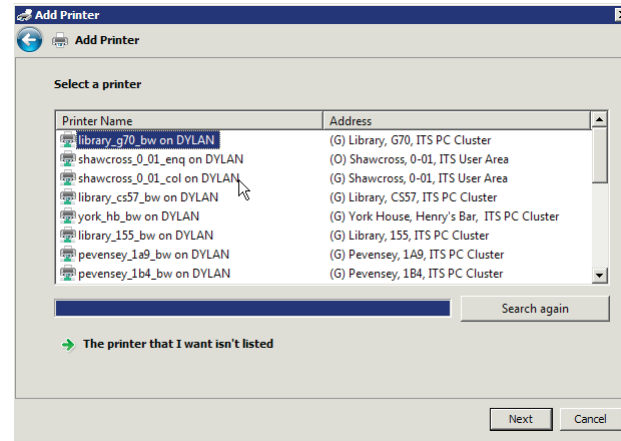 Add Printer
Add Printer
Select a printer
Printer Name Address
library_g70_bw on DYLAN (G) Library, G70, ITS PC Cluster
shawcross_0_01_enq on DYLAN (O) Shawcross, 0-01, ITS User Area
shawcross_0_01_col on DYLAN (G) Shawcross, 0-01, ITS User Area
library_cs57_bw on DYLAN (G) Library, CS57, ITS PC Cluster
york_hb_bw on DYLAN (G) York House, Henry's Bar, ITS PC Cluster
library_155_bw on DYLAN (G) Library, 155, ITS PC Cluster
pevensey_1a9_bw on DYLAN (G) Pevensey, 1A9, ITS PC Cluster
pevensey_1b4_bw on DYLAN (G) Pevensey, 1B4, ITS PC Cluster
Search again
The printer that I want isn't listed
Next Cancel